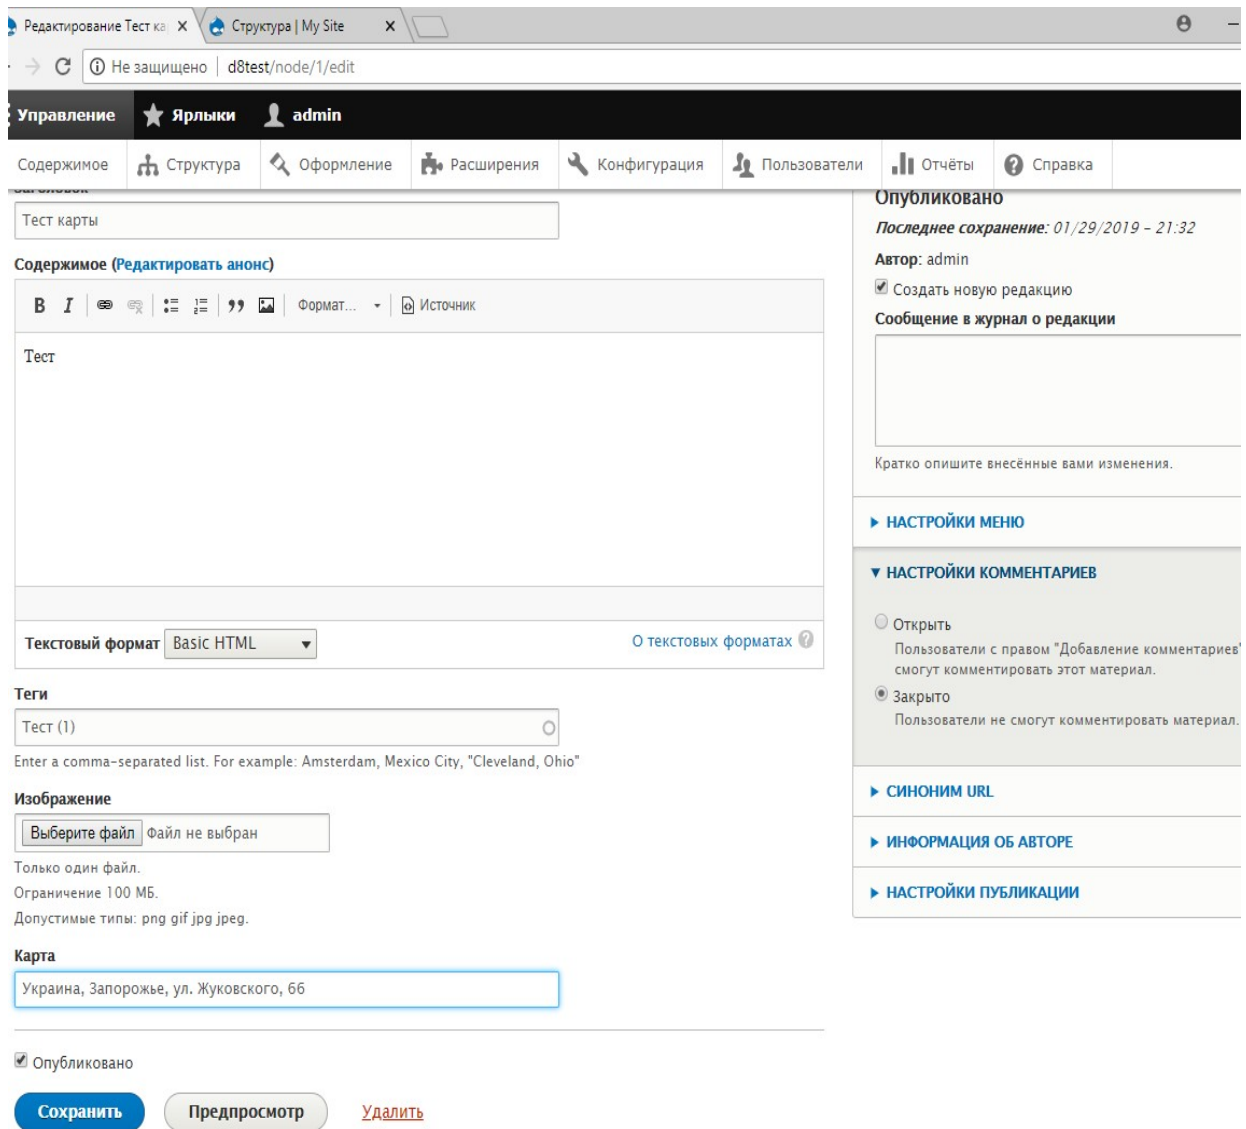 Редактирование Тест ка
Структура | My Site
Не защищено | d8test/node/1/edit
Управление Ярлыки admin
Содержимое Структура Оформление Расширения Конфигурация Пользователи Отчёты Справка
Заголовок
Тест карты
Содержимое (Редактировать анонс)
B I Формат... Источник
Тест
Текстовый формат Basic HTML О текстовых форматах
Теги
Тест (1)
Enter a comma-separated list. For example: Amsterdam, Mexico City, "Cleveland, Ohio"
Изображение
Выберите файл Файл не выбран
Только один файл.
Ограничение 100 МБ.
Допустимые типы: png gif jpg jpeg.
Карта
Украина, Запорожье, ул. Жуковского, 66
Опубликовано
Сохранить Предпросмотр Удалить
Опубликовано
Последнее сохранение: 01/29/2019 - 21:32
Автор: admin
Создать новую редакцию
Сообщение в журнал о редакции
Кратко опишите внесённые вами изменения.
НАСТРОЙКИ МЕНЮ
НАСТРОЙКИ КОММЕНТАРИЕВ
Открыть
Пользователи с правом "Добавление комментариев"
смогут комментировать этот материал.
Закрыто
Пользователи не смогут комментировать материал.
СИНОНИМ URL
ИНФОРМАЦИЯ ОБ АВТОРЕ
НАСТРОЙКИ ПУБЛИКАЦИИ